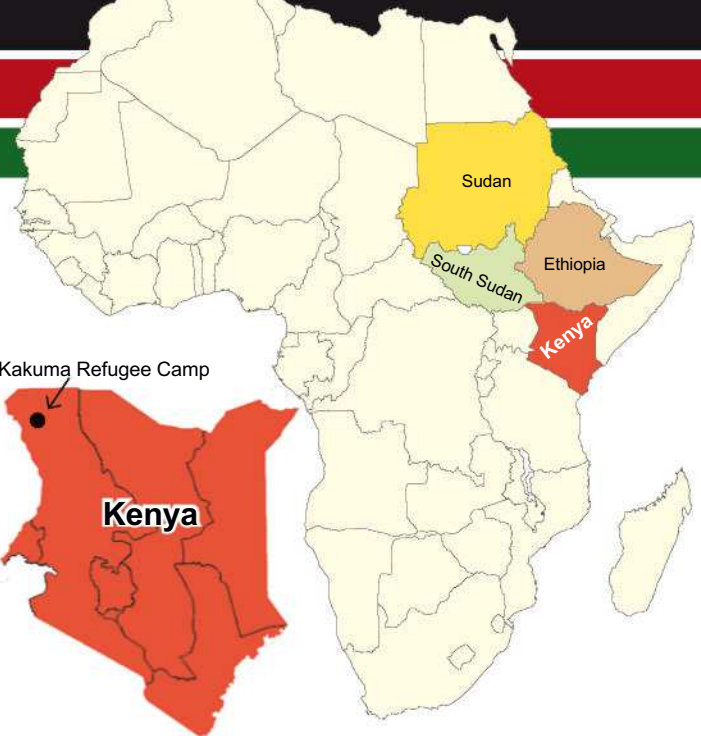 Sudan
South Sudan
Ethiopia
Kenya
Kakuma Refugee Camp
Kenya